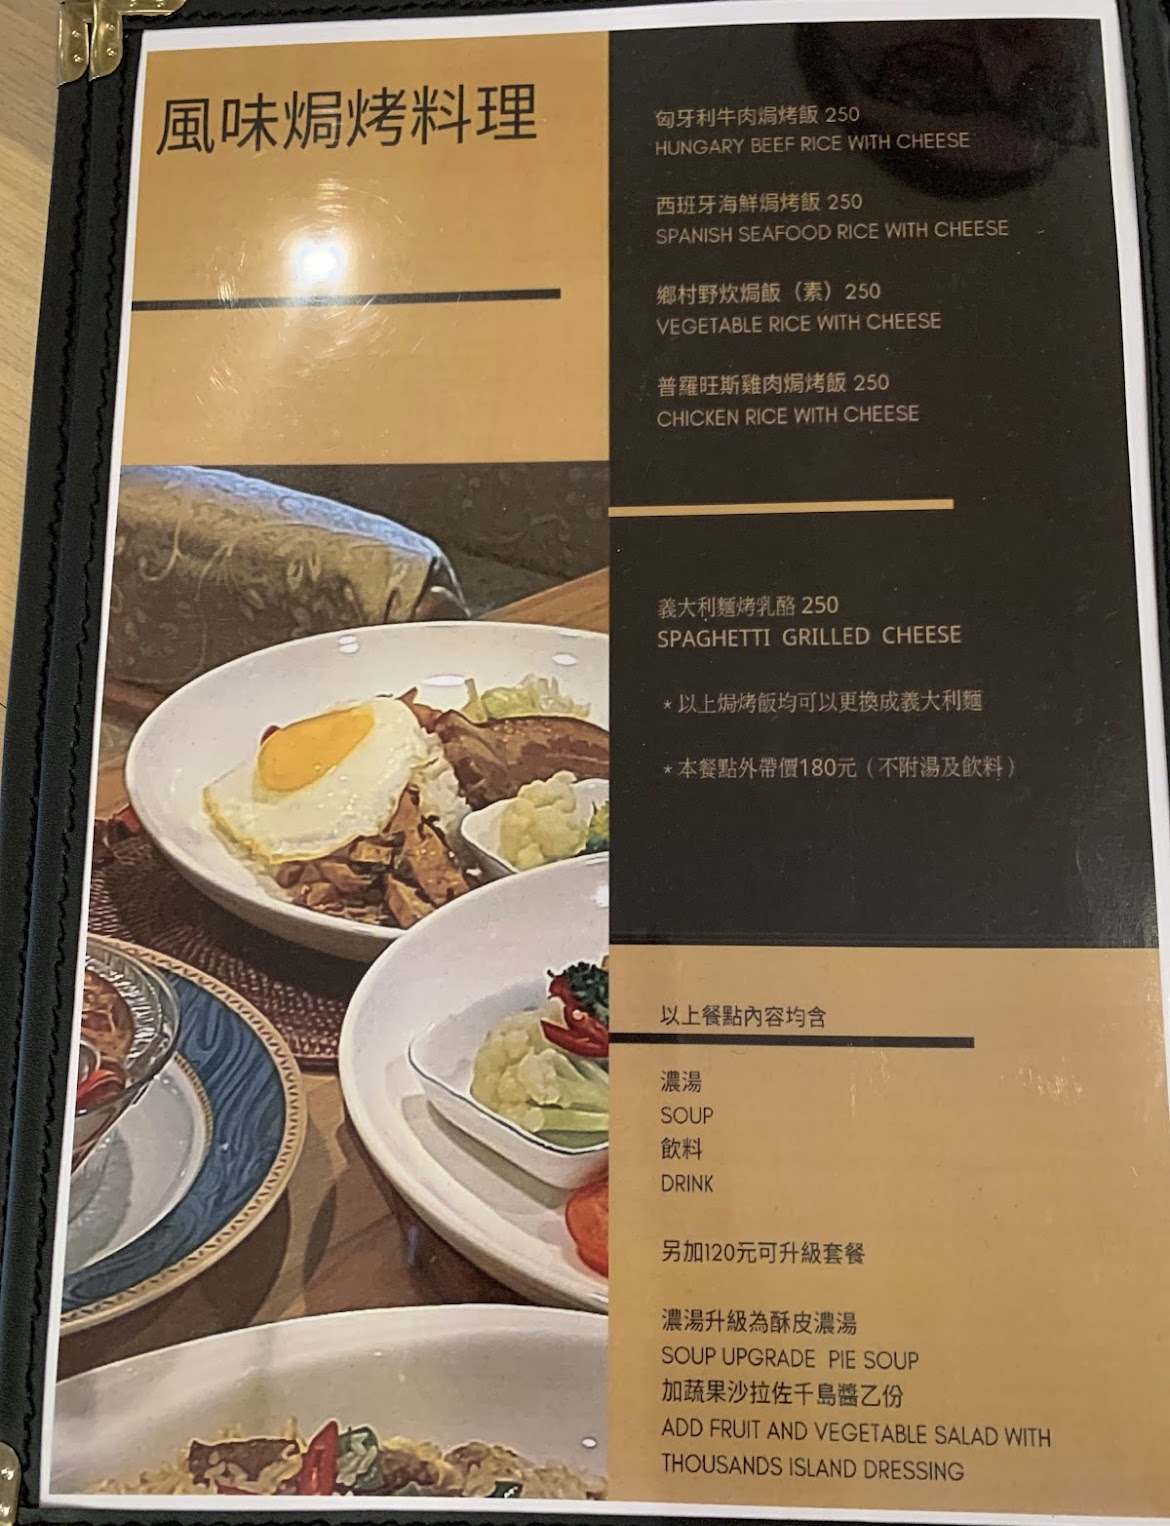 風味焗烤料理
匈牙利牛肉焗烤飯 250
HUNGARY BEEF RICE WITH CHEESE
西班牙海鮮焗烤飯 250
SPANISH SEAFOOD RICE WITH CHEESE
鄉村野炊焗飯（素）250
VEGETABLE RICE WITH CHEESE
普羅旺斯雞肉焗烤飯 250
CHICKEN RICE WITH CHEESE
義大利麵烤乳酪 250
SPAGHETTI GRILLED CHEESE
*以上焗烤飯均可以更換成義大利麵
*本餐點外帶價180元（不附湯及飲料）
以上餐點內容均含
濃湯
SOUP
飲料
DRINK
另加120元可升級套餐
濃湯升級為酥皮濃湯
SOUP UPGRADE PIE SOUP
加蔬果沙拉佐千島醬乙份
ADD FRUIT AND VEGETABLE SALAD WITH
THOUSANDS ISLAND DRESSING